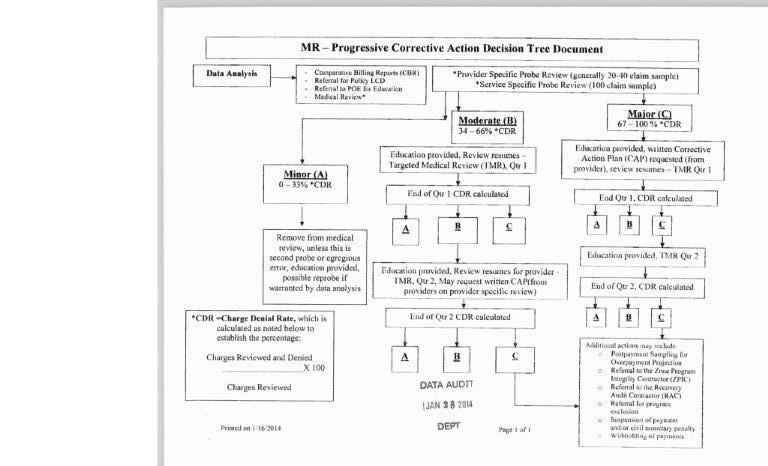 MR – Progressive Corrective Action Decision Tree Document
Data Analysis
- Comparative Billing Reports (CBR)
- Referral for Policy LCD
- Referral to POE for Education
- Medical Review*
*Provider Specific Probe Review (generally 20-40 claim sample)
*Service Specific Probe Review (100 claim sample)
Minor (A)
0 – 33% *CDR
Remove from medical
review, unless this is
second probe or egregious
error, education provided,
possible reprobe if
warranted by data analysis
Moderate (B)
34 – 66% *CDR
Education provided, Review resumes –
Targeted Medical Review (TMR), Qtr 1
End of Qtr 1 CDR calculated
A
B
C
Education provided, Review resumes for provider -
TMR, Qtr 2, May request written CAP(from
providers on provider specific review)
End of Qtr 2 CDR calculated
A
B
C
Major (C)
67 – 100 % *CDR
Education provided, written Corrective
Action Plan (CAP) requested (from
provider), review resumes – TMR Qtr 1
End Qtr 1, CDR calculated
A
B
C
Education provided, TMR Qtr 2
End of Qtr 2, CDR calculated
A
B
C
Additional actions may include:
o Postpayment Sampling for
Overpayment Projection
o Referral to the Zone Program
Integrity Contractor (ZPIC)
o Referral to the Recovery
Audit Contractor (RAC)
o Referral for program
exclusion
o Suspension of payment
and/or civil monetary penalty
o Withholding of payments
*CDR =Charge Denial Rate, which is
calculated as noted below to
establish the percentage:
Charges Reviewed and Denied
X 100
Charges Reviewed
DATA AUDIT
JAN 28 2014
DEPT
Printed on 1/16/2014
Page 1 of 1